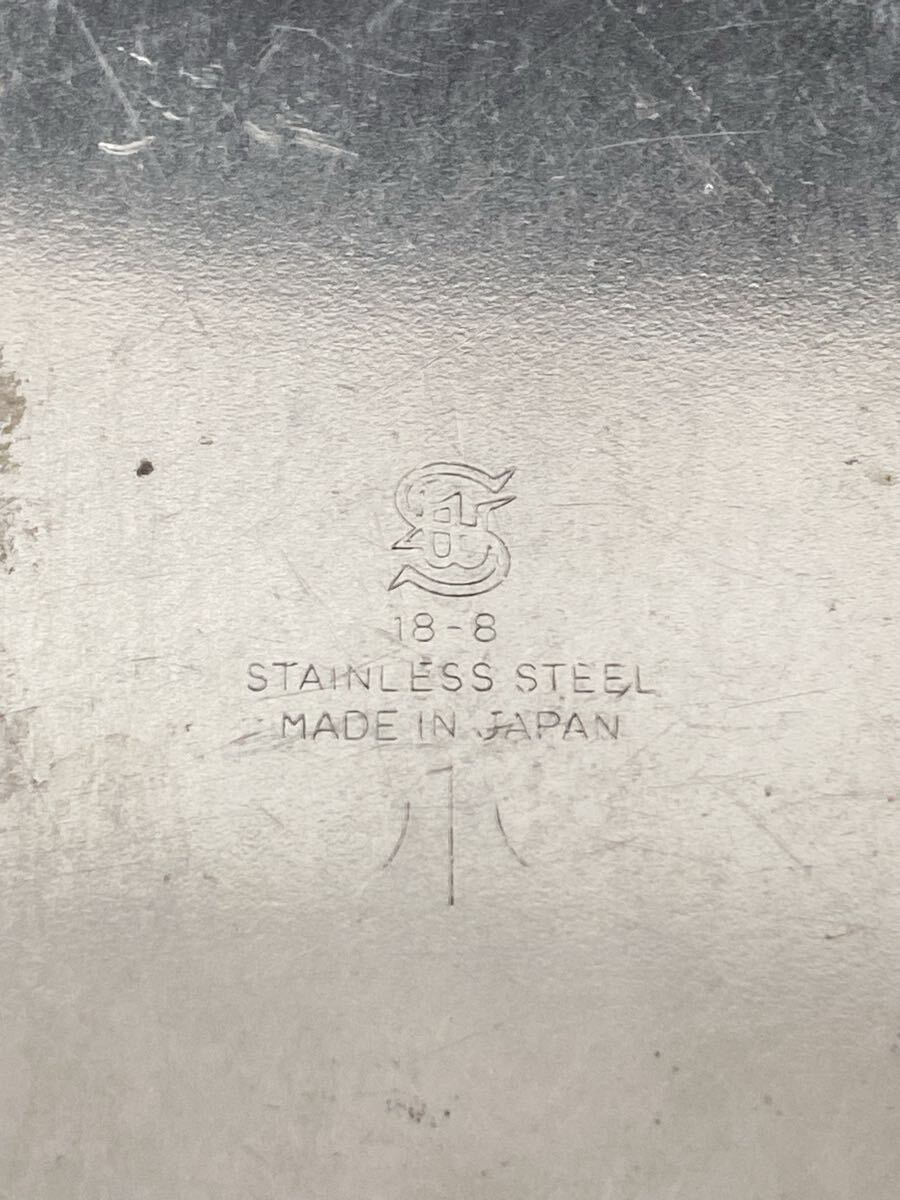 18-8
STAINLESS STEEL
MADE IN JAPAN
小